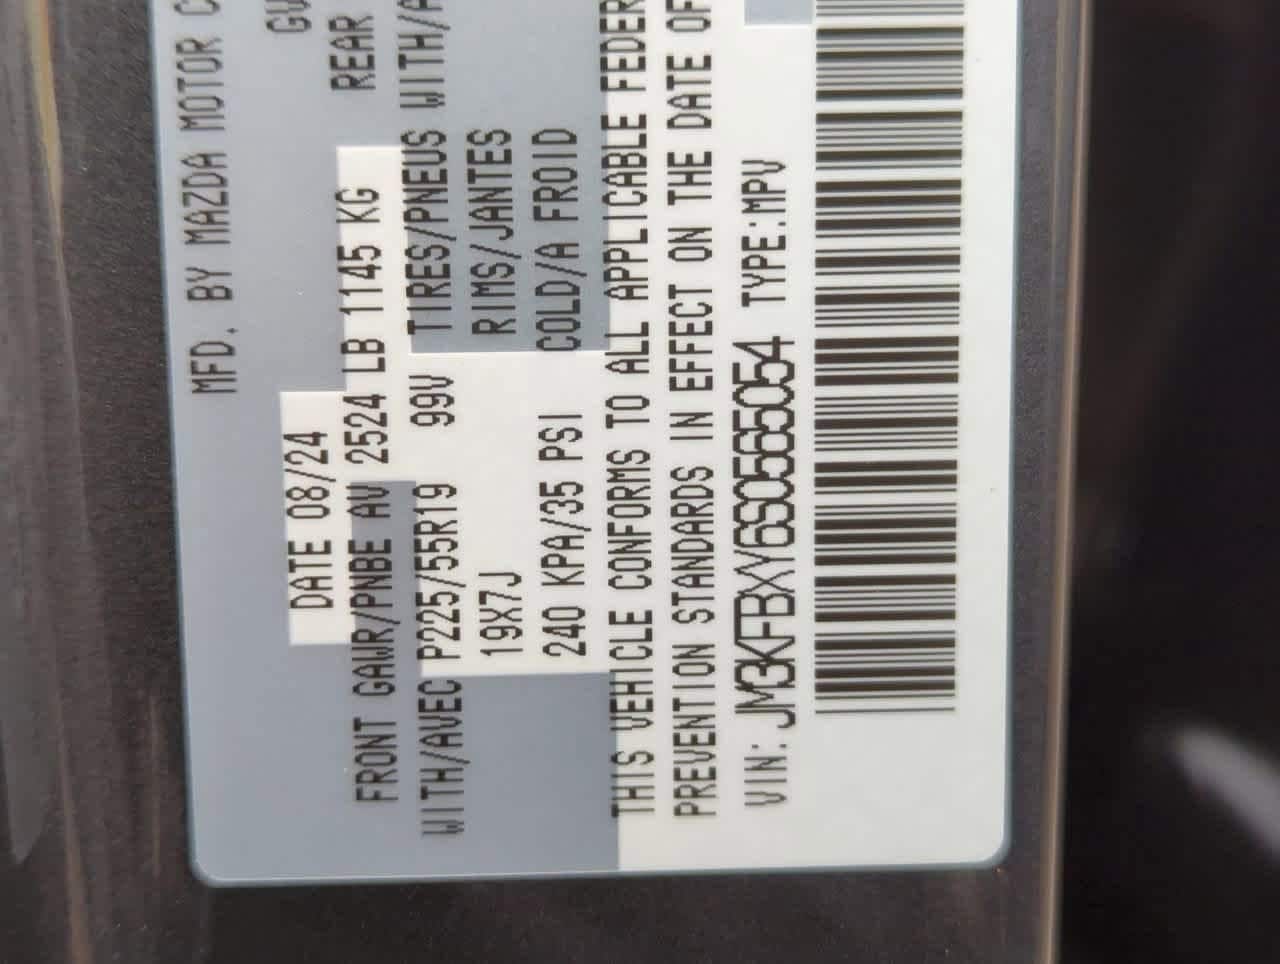 MFD. BY MAZDA MOTOR C
DATE 08/24 GV
FRONT GAWR/PNBE AV 2524 LB 1145 KG REAR
WITH/AVEC P225/55R19 99V TIRES/PNEUS WITH/A
19X7J RIMS/JANTES
240 KPA/35 PSI COLD/A FROID
THIS VEHICLE CONFORMS TO ALL APPLICABLE FEDER
PREVENTION STANDARDS IN EFFECT ON THE DATE OF
VIN: JM3KFBXY6S0565054 TYPE:MPV